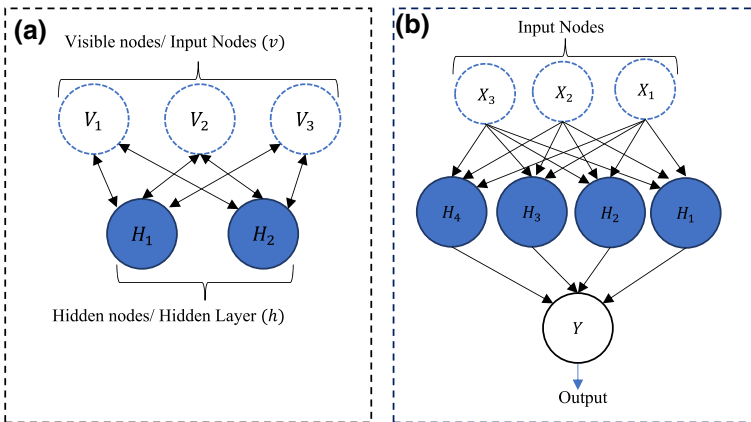 (a)
Visible nodes/ Input Nodes (v)
V1 V2 V3
H1 H2
Hidden nodes/ Hidden Layer (h)
(b)
Input Nodes
X3 X2 X1
H4 H3 H2 H1
Y
Output